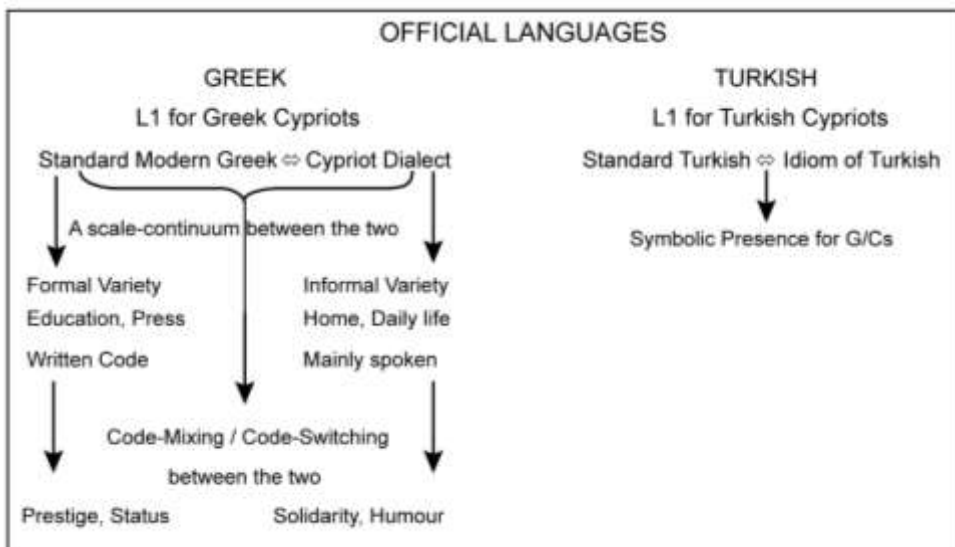 OFFICIAL LANGUAGES
GREEK
TURKISH
L1 for Greek Cypriots
L1 for Turkish Cypriots
Standard Modern Greek ⇔ Cypriot Dialect
Standard Turkish ⇔ Idiom of Turkish
A scale-continuum between the two
Symbolic Presence for G/Cs
Formal Variety
Informal Variety
Education, Press
Home, Daily life
Written Code
Mainly spoken
Code-Mixing / Code-Switching
between the two
Prestige, Status
Solidarity, Humour